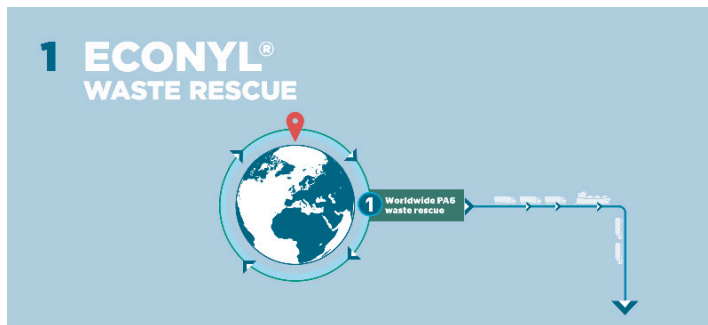 1 ECONYL®
WASTE RESCUE
1 Worldwide PA6
waste rescue